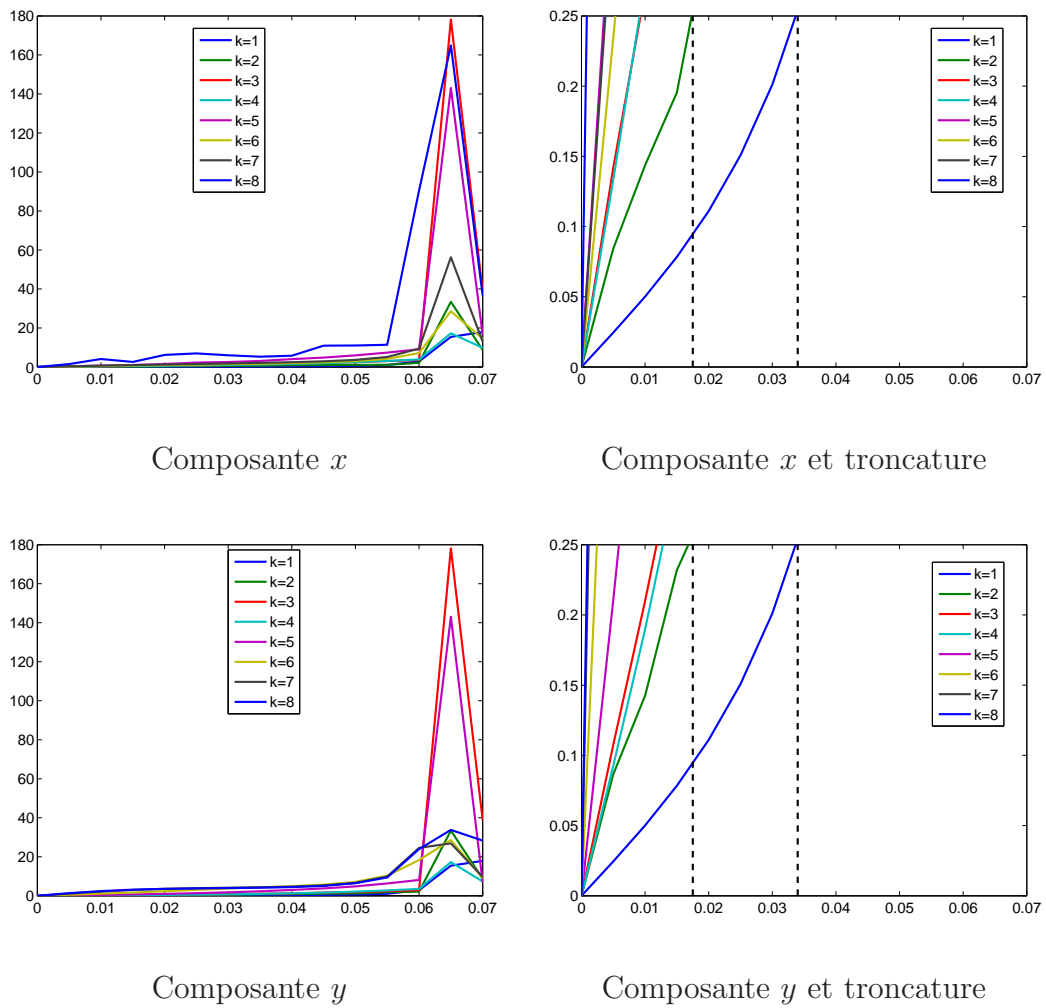 180
160
140
120
100
80
60
40
20
0
0 0.01 0.02 0.03 0.04 0.05 0.06 0.07
k=1
k=2
k=3
k=4
k=5
k=6
k=7
k=8
Composante x
0.25
0.2
0.15
0.1
0.05
0
0 0.01 0.02 0.03 0.04 0.05 0.06 0.07
k=1
k=2
k=3
k=4
k=5
k=6
k=7
k=8
Composante x et troncature
180
160
140
120
100
80
60
40
20
0
0 0.01 0.02 0.03 0.04 0.05 0.06 0.07
k=1
k=2
k=3
k=4
k=5
k=6
k=7
k=8
Composante y
0.25
0.2
0.15
0.1
0.05
0
0 0.01 0.02 0.03 0.04 0.05 0.06 0.07
k=1
k=2
k=3
k=4
k=5
k=6
k=7
k=8
Composante y et troncature